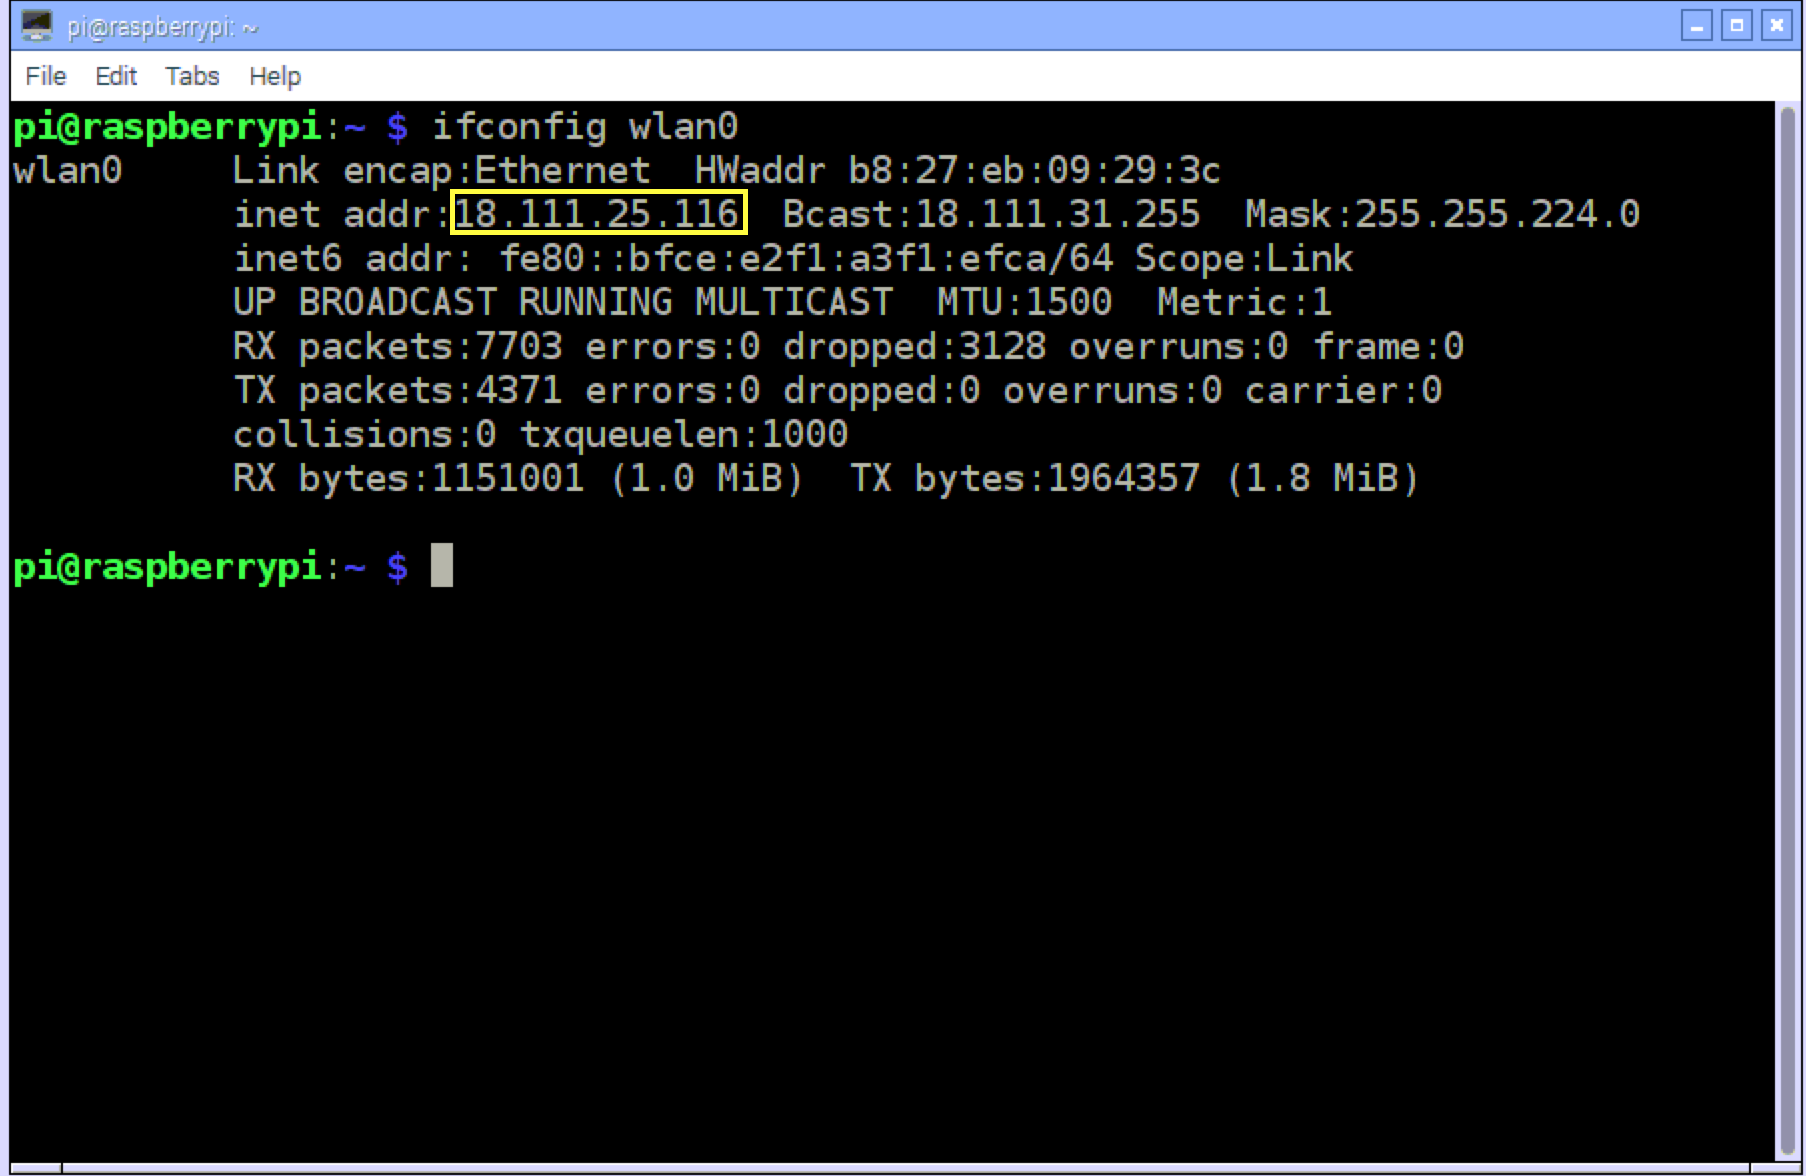 pi@raspberrypi: ~
File Edit Tabs Help
pi@raspberrypi:~ $ ifconfig wlan0
wlan0     Link encap:Ethernet  HWaddr b8:27:eb:09:29:3c
          inet addr:18.111.25.116  Bcast:18.111.31.255  Mask:255.255.224.0
          inet6 addr: fe80::bfce:e2f1:a3f1:efca/64 Scope:Link
          UP BROADCAST RUNNING MULTICAST  MTU:1500  Metric:1
          RX packets:7703 errors:0 dropped:3128 overruns:0 frame:0
          TX packets:4371 errors:0 dropped:0 overruns:0 carrier:0
          collisions:0 txqueuelen:1000
          RX bytes:1151001 (1.0 MiB)  TX bytes:1964357 (1.8 MiB)
pi@raspberrypi:~ $